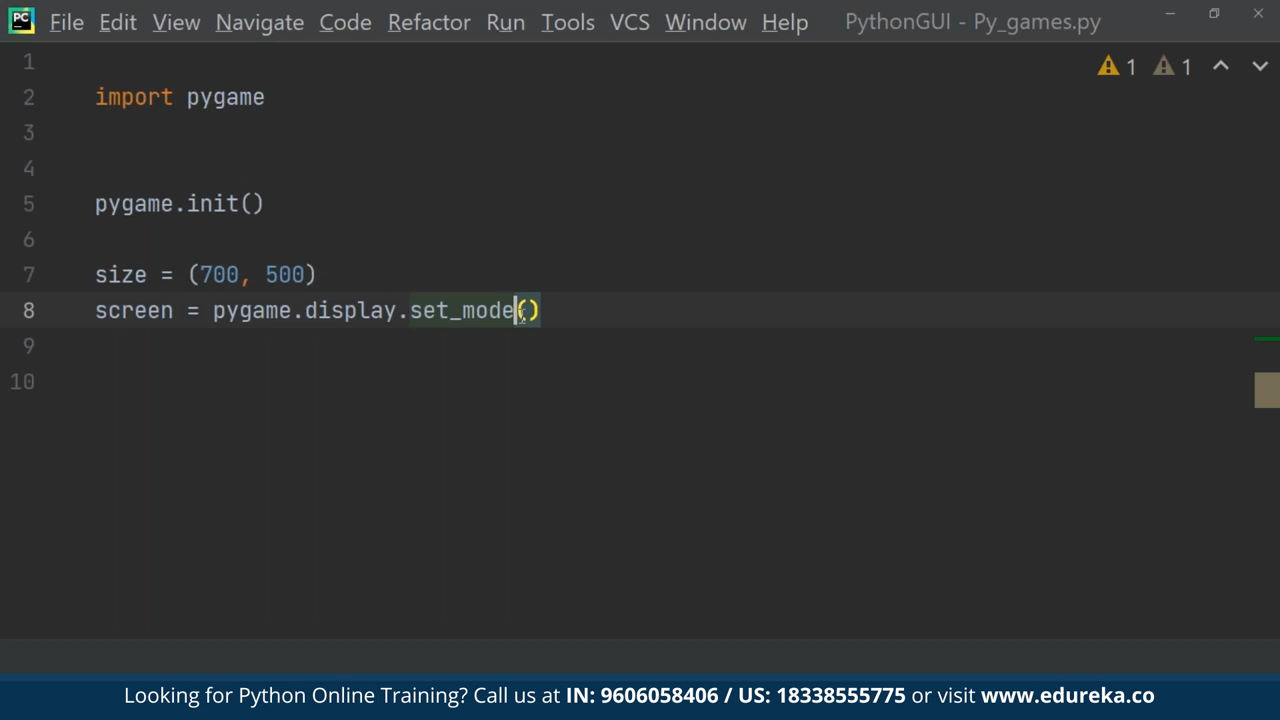 PC File Edit View Navigate Code Refactor Run Tools VCS Window Help PythonGUI - Py_games.py
1
2 import pygame
3
4
5 pygame.init()
6
7 size = (700, 500)
8 screen = pygame.display.set_mode()
9
10
1 1
Looking for Python Online Training? Call us at IN: 9606058406 / US: 18338555775 or visit www.edureka.co